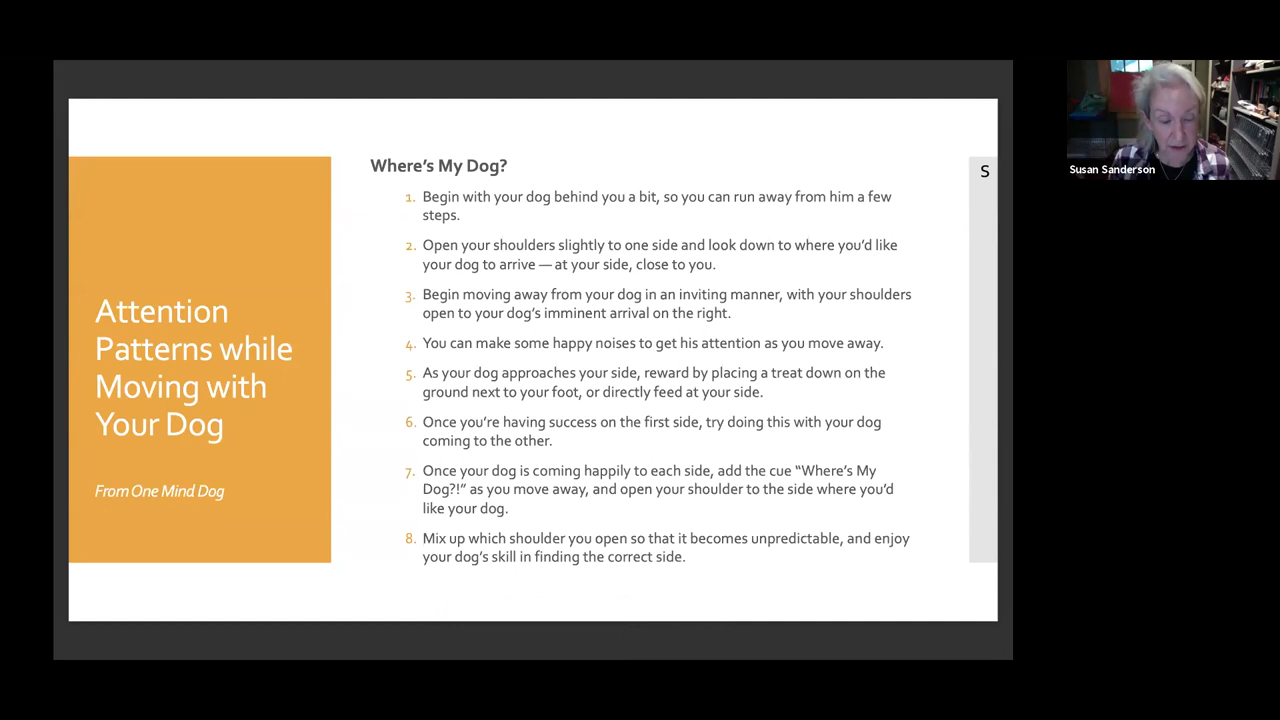 Attention
Patterns while
Moving with
Your Dog
From One Mind Dog
Where's My Dog?
1. Begin with your dog behind you a bit, so you can run away from him a few
steps.
2. Open your shoulders slightly to one side and look down to where you'd like
your dog to arrive — at your side, close to you.
3. Begin moving away from your dog in an inviting manner, with your shoulders
open to your dog's imminent arrival on the right.
4. You can make some happy noises to get his attention as you move away.
5. As your dog approaches your side, reward by placing a treat down on the
ground next to your foot, or directly feed at your side.
6. Once you're having success on the first side, try doing this with your dog
coming to the other.
7. Once your dog is coming happily to each side, add the cue "Where's My
Dog?!" as you move away, and open your shoulder to the side where you'd
like your dog.
8. Mix up which shoulder you open so that it becomes unpredictable, and enjoy
your dog's skill in finding the correct side.
S
Susan Sanderson